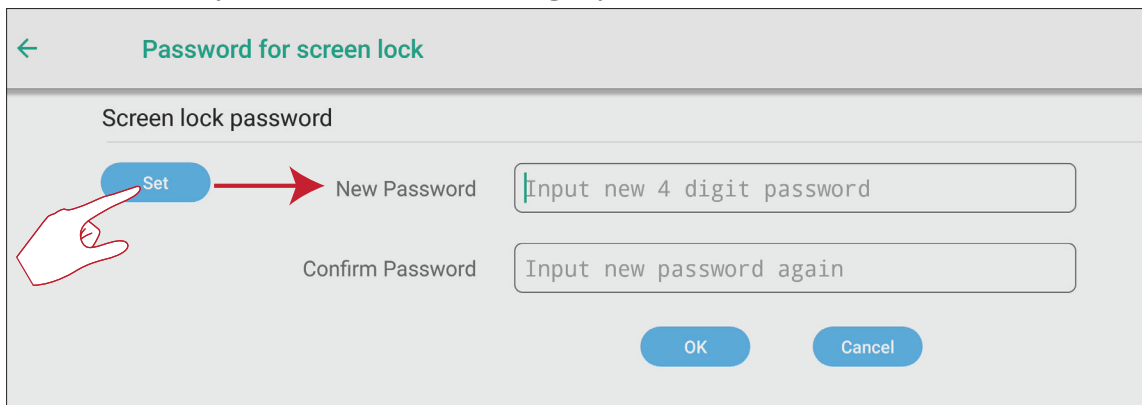 Password for screen lock
Screen lock password
Set
New Password
Input new 4 digit password
Confirm Password
Input new password again
OK
Cancel